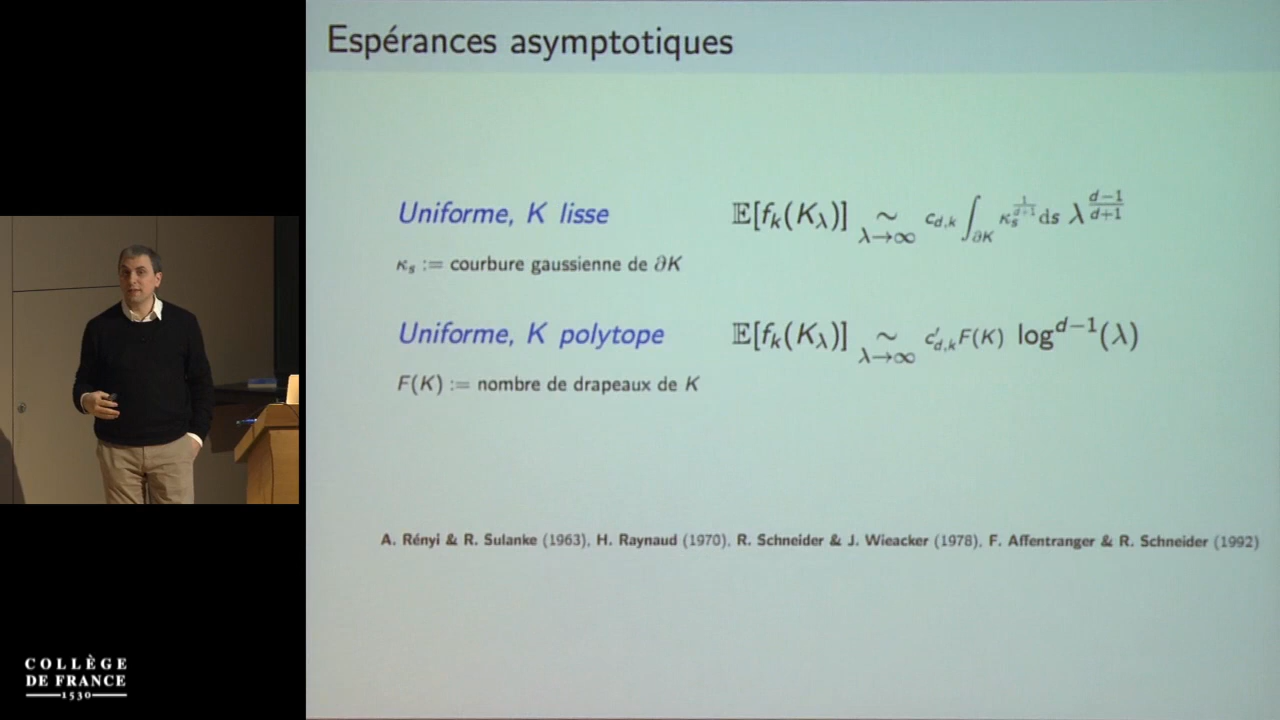 Espérances asymptotiques
Uniforme, K lisse
𝔼[f_k(K_λ)] ∼_{λ→∞} c_{d,k} ∫_{∂K} κ_s^{1/(d+1)} ds λ^{(d−1)/(d+1)}
κ_s := courbure gaussienne de ∂K
Uniforme, K polytope
𝔼[f_k(K_λ)] ∼_{λ→∞} c'_{d,k} F(K) log^{d−1}(λ)
F(K) := nombre de drapeaux de K
A. Rényi & R. Sulanke (1963), H. Raynaud (1970), R. Schneider & J. Wieacker (1978), F. Affentranger & R. Schneider (1992)
COLLÈGE
DE FRANCE
1530